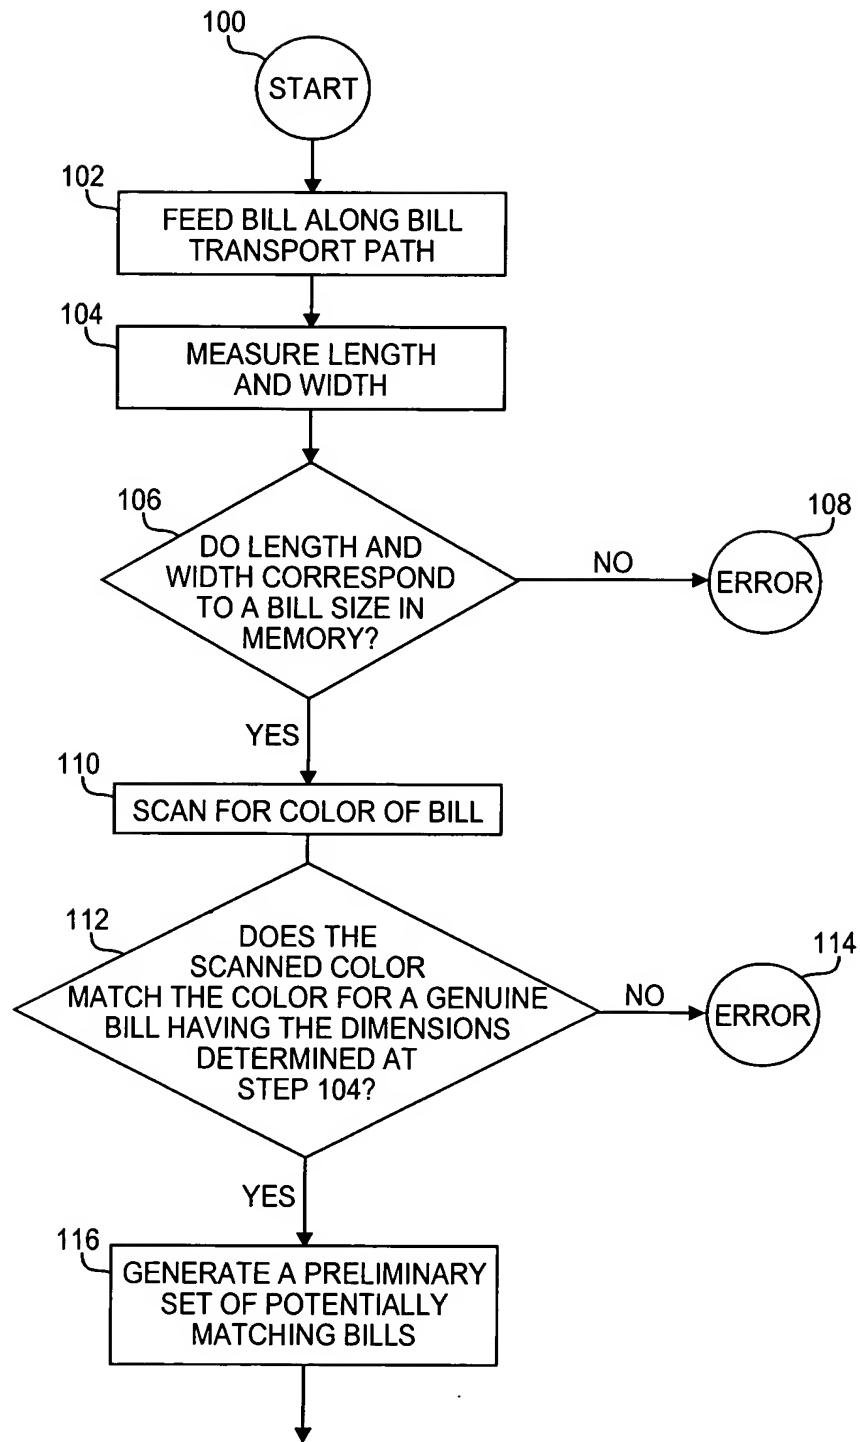 100
START
102
FEED BILL ALONG BILL
TRANSPORT PATH
104
MEASURE LENGTH
AND WIDTH
106
DO LENGTH AND
WIDTH CORRESPOND
TO A BILL SIZE IN
MEMORY?
NO
108
ERROR
YES
110
SCAN FOR COLOR OF BILL
112
DOES THE
SCANNED COLOR
MATCH THE COLOR FOR A GENUINE
BILL HAVING THE DIMENSIONS
DETERMINED AT
STEP 104?
NO
114
ERROR
YES
116
GENERATE A PRELIMINARY
SET OF POTENTIALLY
MATCHING BILLS